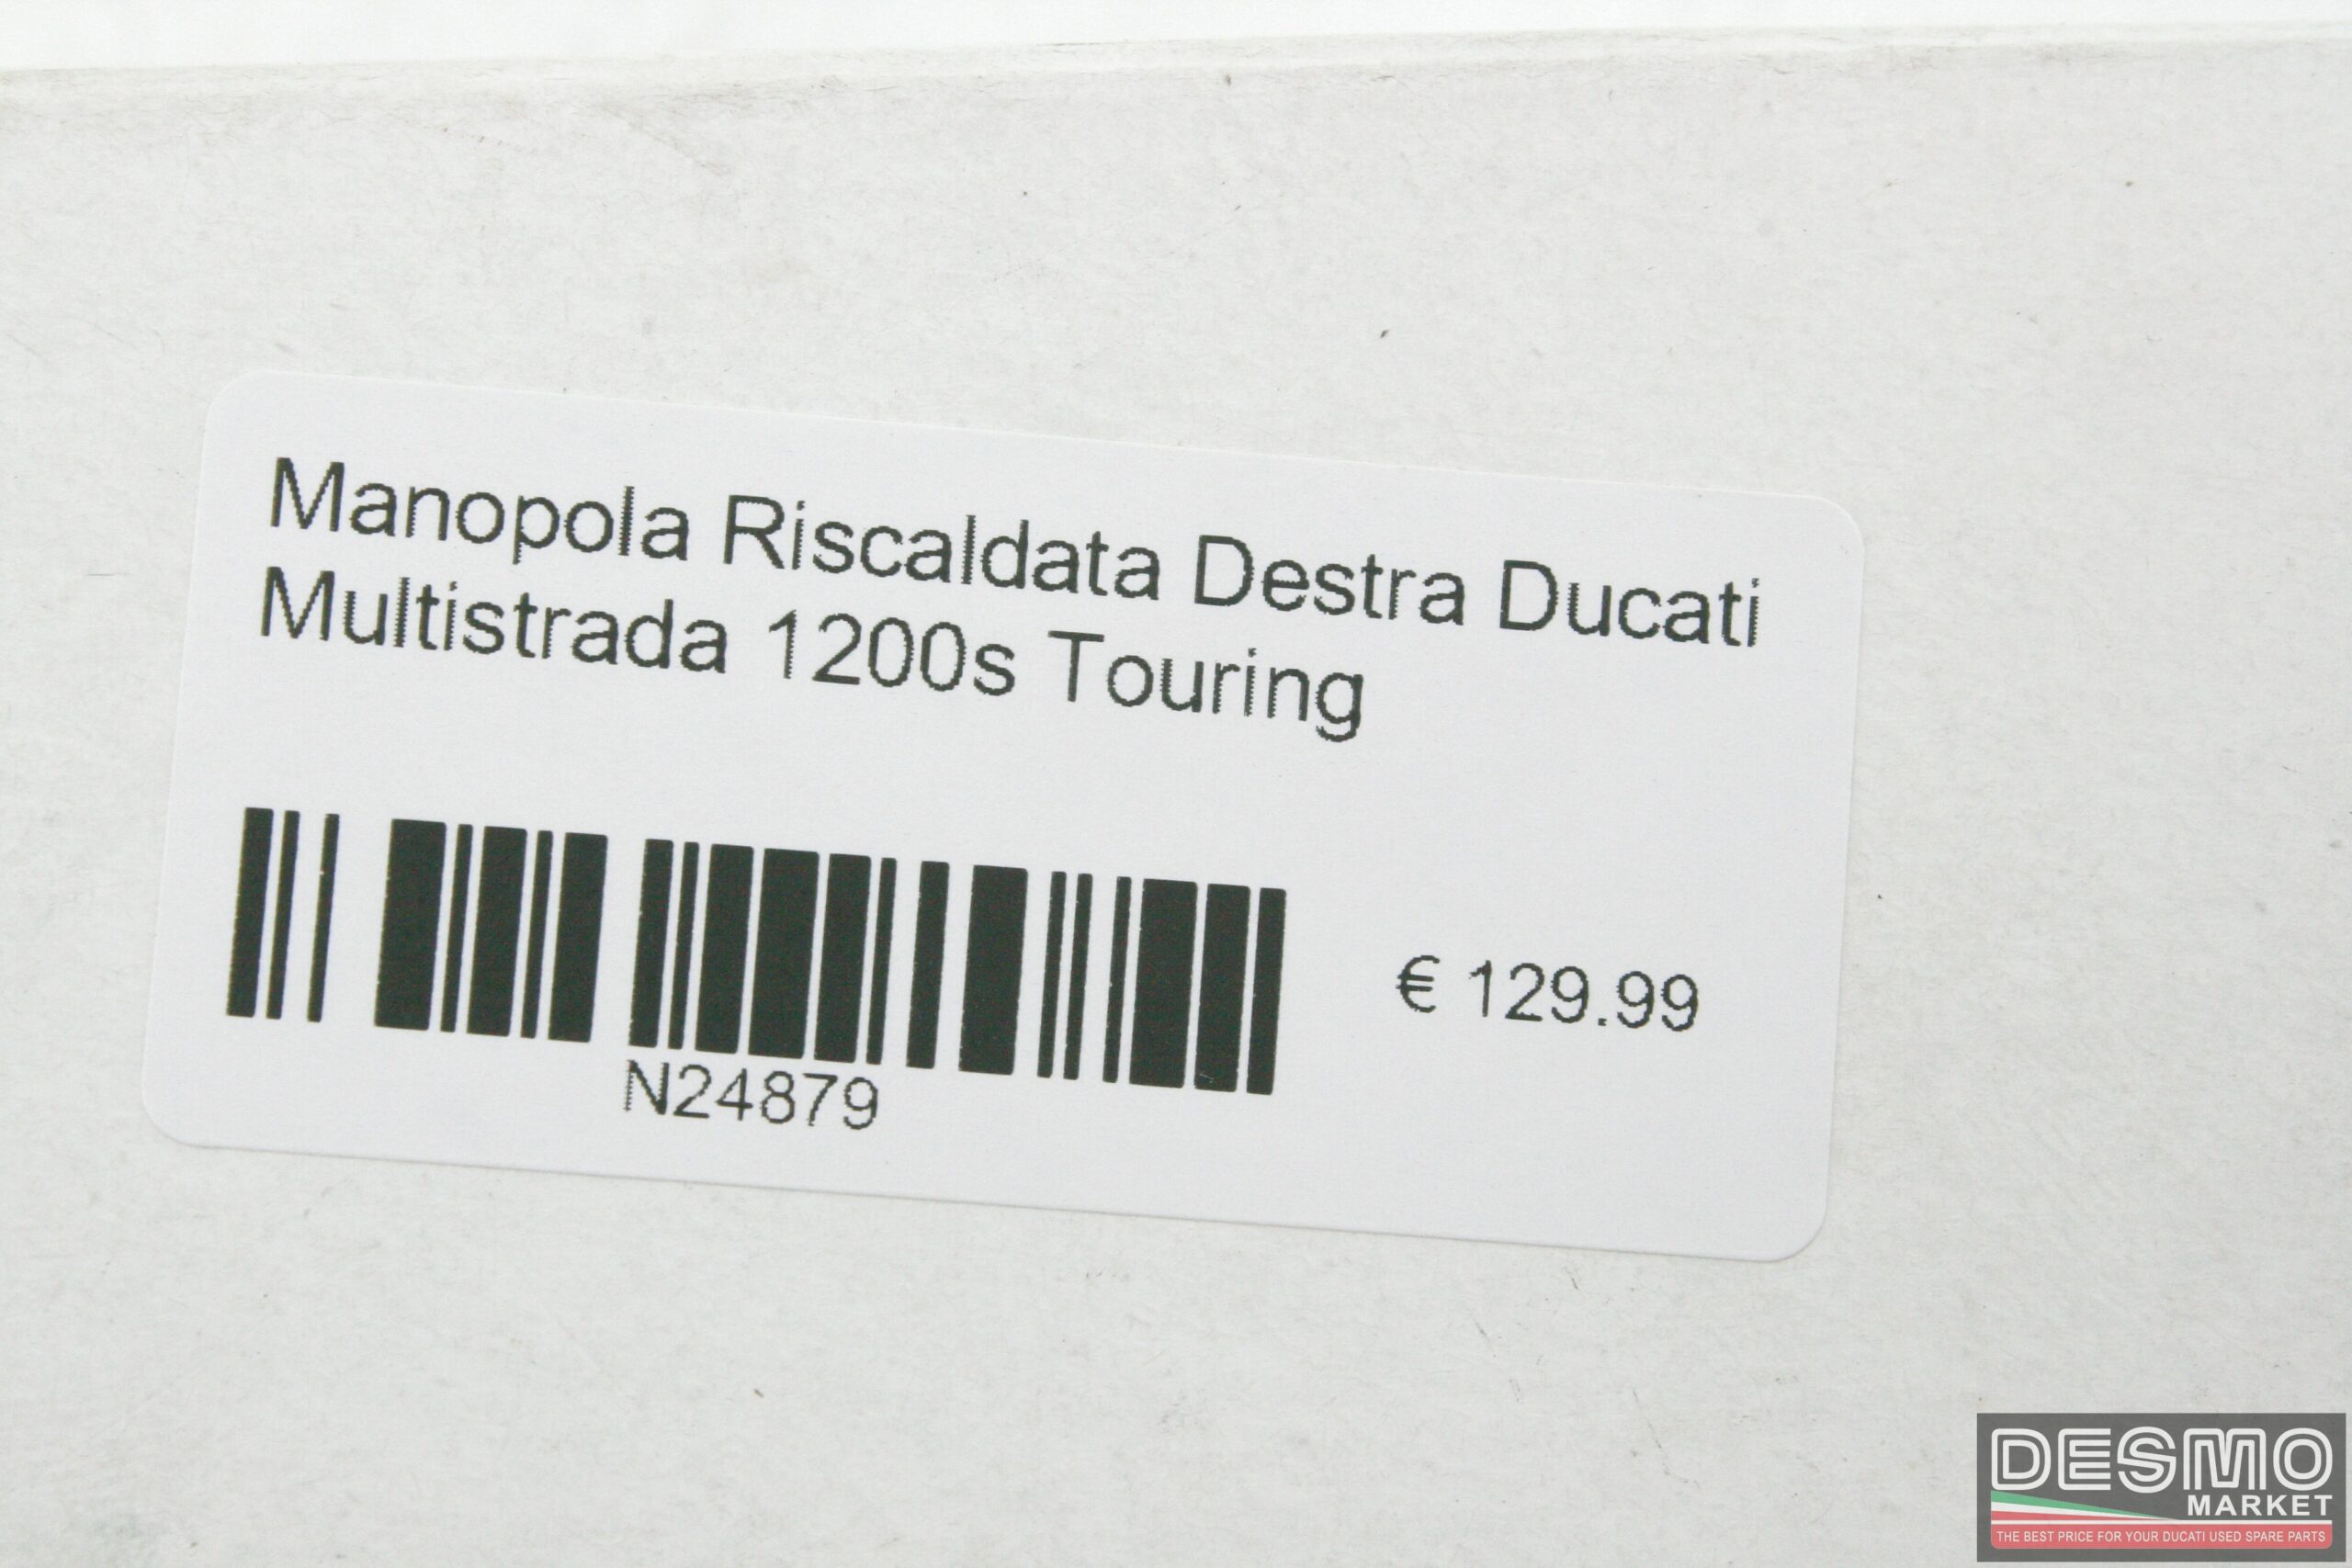 Manopola Riscaldata Destra Ducati
Multistrada 1200s Touring
€ 129.99
N24879
DESMO
MARKET
THE BEST PRICE FOR YOUR DUCATI USED SPARE PARTS